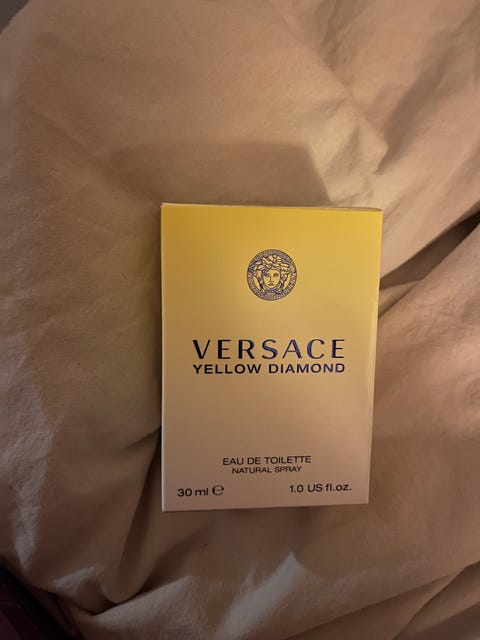 VERSACE
YELLOW DIAMOND
EAU DE TOILETTE
NATURAL SPRAY
30 ml ℮ 1.0 US fl.oz.